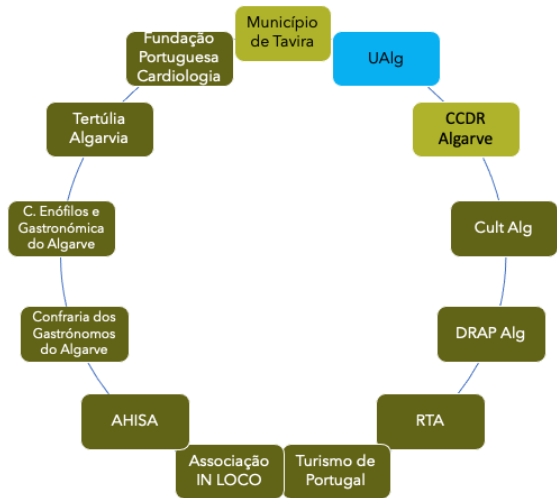 Município
de Tavira
UAlg
CCDR
Algarve
Cult Alg
DRAP Alg
RTA
Turismo de
Portugal
Associação
IN LOCO
AHISA
Confraria dos
Gastrónomos
do Algarve
C. Enófilos e
Gastronómica
do Algarve
Tertúlia
Algarvia
Fundação
Portuguesa
Cardiologia